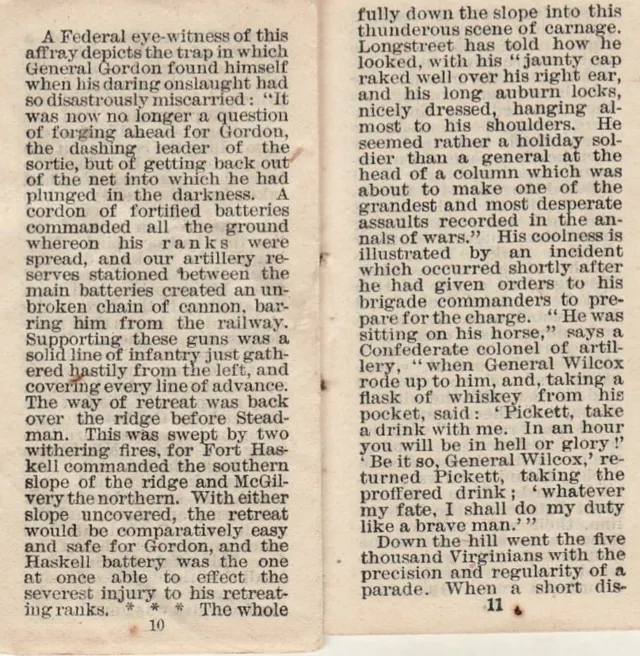 A Federal eye-witness of this
affray depicts the trap in which
General Gordon found himself
when his daring onslaught had
so disastrously miscarried: "It
was now no longer a question
of forging ahead for Gordon,
the dashing leader of the
sortie, but of getting back out
of the net into which he had
plunged in the darkness. A
cordon of fortified batteries
commanded all the ground
whereon his ranks were
spread, and our artillery re-
serves stationed between the
main batteries created an un-
broken chain of cannon, bar-
ring him from the railway.
Supporting these guns was a
solid line of infantry just gath-
ered hastily from the left, and
covering every line of advance.
The way of retreat was back
over the ridge before Stead-
man. This was swept by two
withering fires, for Fort Has-
kell commanded the southern
slope of the ridge and McGil-
very the northern. With either
slope uncovered, the retreat
would be comparatively easy
and safe for Gordon, and the
Haskell battery was the one
at once able to effect the
severest injury to his retreat-
ing ranks. * * * The whole
10
fully down the slope into this
thunderous scene of carnage.
Longstreet has told how he
looked, with his "jaunty cap
raked well over his right ear,
and his long auburn locks,
nicely dressed, hanging al-
most to his shoulders. He
seemed rather a holiday sol-
dier than a general at the
head of a column which was
about to make one of the
grandest and most desperate
assaults recorded in the an-
nals of wars." His coolness is
illustrated by an incident
which occurred shortly after
he had given orders to his
brigade commanders to pre-
pare for the charge. "He was
sitting on his horse," says a
Confederate colonel of artil-
lery, "when General Wilcox
rode up to him, and, taking a
flask of whiskey from his
pocket, said: 'Pickett, take
a drink with me. In an hour
you will be in hell or glory!'
'Be it so, General Wilcox,' re-
turned Pickett, taking the
proffered drink; 'whatever
my fate, I shall do my duty
like a brave man.'"
Down the hill went the five
thousand Virginians with the
precision and regularity of a
parade. When a short dis-
11